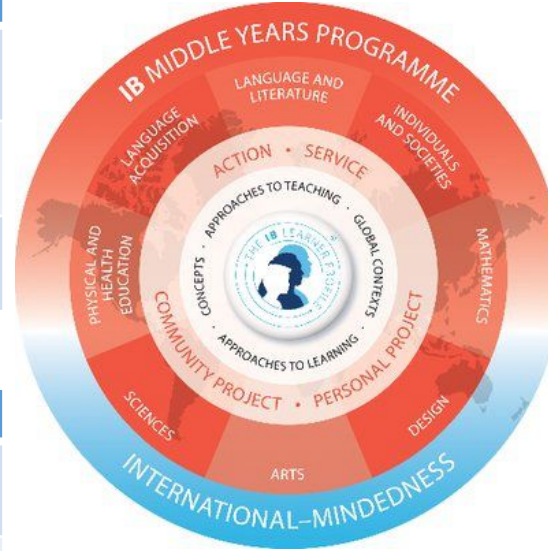 IB MIDDLE YEARS PROGRAMME
LANGUAGE AND
LITERATURE
INDIVIDUALS
AND SOCIETIES
MATHEMATICS
DESIGN
ARTS
SCIENCES
PHYSICAL AND
HEALTH
EDUCATION
LANGUAGE
ACQUISITION
ACTION • SERVICE
PERSONAL PROJECT
• COMMUNITY PROJECT
APPROACHES TO TEACHING
· GLOBAL CONTEXTS
· APPROACHES TO LEARNING
· CONCEPTS ·
THE IB LEARNER PROFILE
INTERNATIONAL–MINDEDNESS